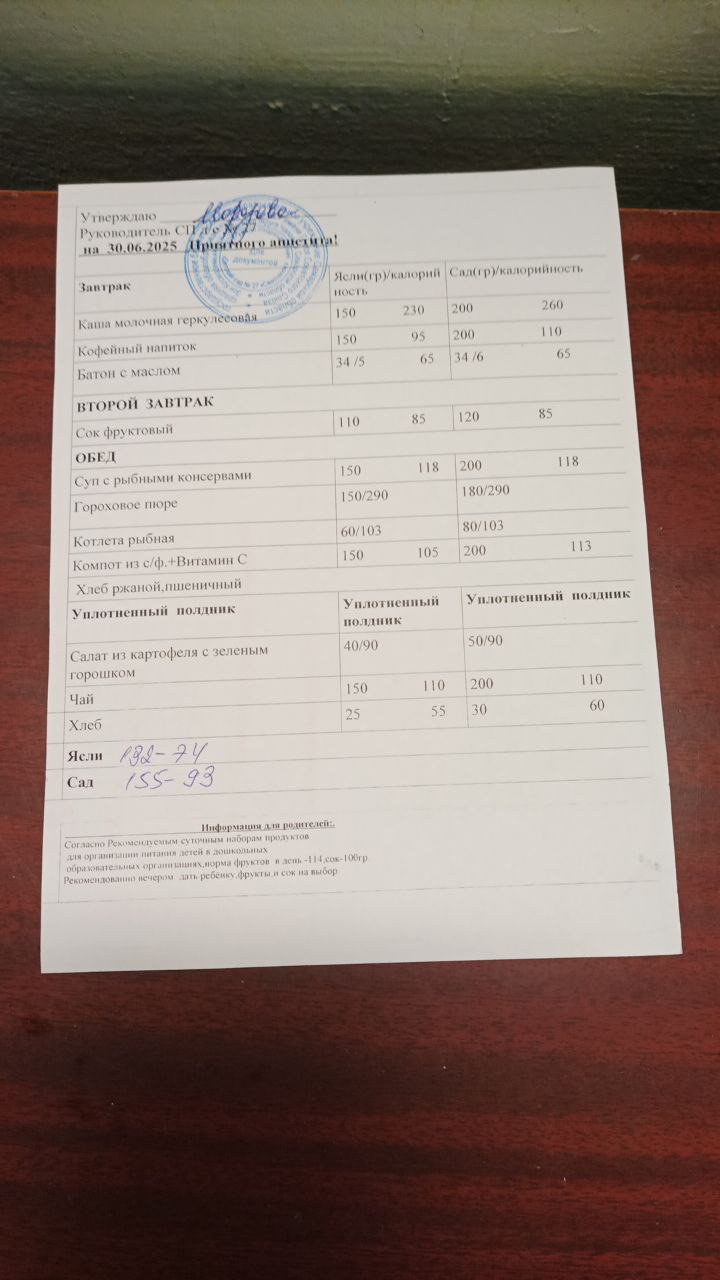 Утверждаю
Руководитель СП д/с №27
на 30.06.2025 Приятного аппетита!
Завтрак Ясли(гр)/калорийность Сад(гр)/калорийность
Каша молочная геркулесовая 150 230 200 260
Кофейный напиток 150 95 200 110
Батон с маслом 34 /5 65 34 /6 65
ВТОРОЙ ЗАВТРАК
Сок фруктовый 110 85 120 85
ОБЕД
Суп с рыбными консервами 150 118 200 118
Гороховое пюре 150/290 180/290
Котлета рыбная 60/103 80/103
Компот из с/ф.+Витамин С 150 105 200 113
Хлеб ржаной,пшеничный
Уплотненный полдник Уплотненный полдник Уплотненный полдник
Салат из картофеля с зеленым горошком 40/90 50/90
Чай 150 110 200 110
Хлеб 25 55 30 60
Ясли 132-74
Сад 155-93
Информация для родителей:.
Согласно Рекомендуемым суточным наборам продуктов
для организации питания детей в дошкольных
образовательных организациях,норма фруктов в день -114,сок-100гр
Рекомендованно вечером дать ребенку,фрукты и сок на выбор
Для
документов